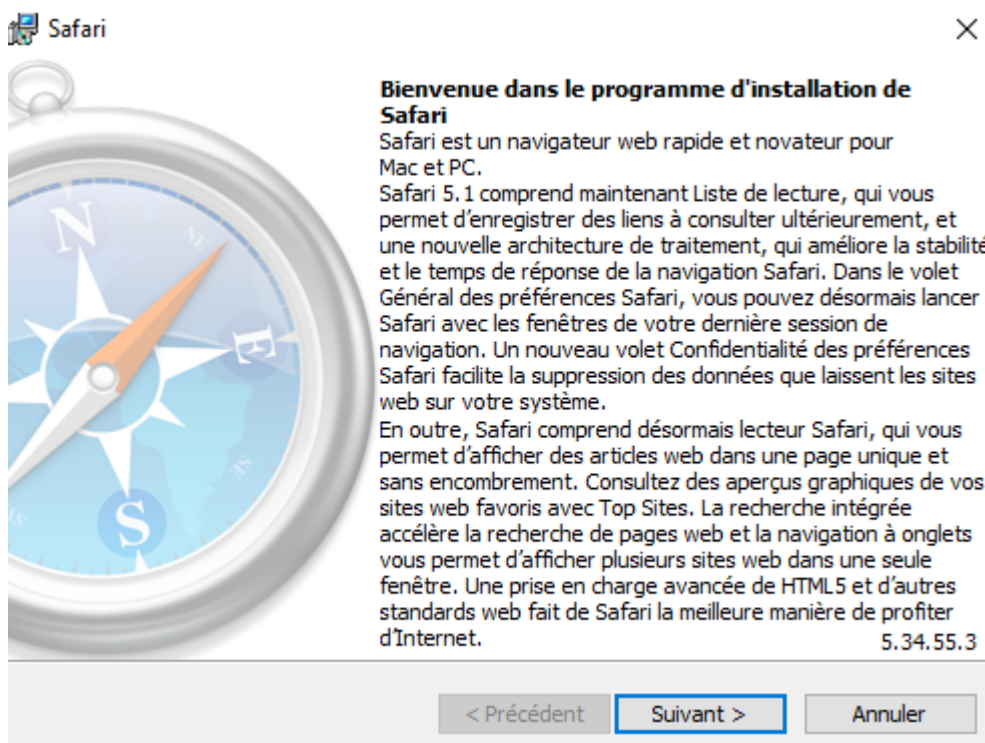 Safari
Bienvenue dans le programme d'installation de
Safari
Safari est un navigateur web rapide et novateur pour
Mac et PC.
Safari 5.1 comprend maintenant Liste de lecture, qui vous
permet d’enregistrer des liens à consulter ultérieurement, et
une nouvelle architecture de traitement, qui améliore la stabilité
et le temps de réponse de la navigation Safari. Dans le volet
Général des préférences Safari, vous pouvez désormais lancer
Safari avec les fenêtres de votre dernière session de
navigation. Un nouveau volet Confidentialité des préférences
Safari facilite la suppression des données que laissent les sites
web sur votre système.
En outre, Safari comprend désormais lecteur Safari, qui vous
permet d’afficher des articles web dans une page unique et
sans encombrement. Consultez des aperçus graphiques de vos
sites web favoris avec Top Sites. La recherche intégrée
accélère la recherche de pages web et la navigation à onglets
vous permet d’afficher plusieurs sites web dans une seule
fenêtre. Une prise en charge avancée de HTML5 et d’autres
standards web fait de Safari la meilleure manière de profiter
d’Internet.
5.34.55.3
N
NE
E
SE
S
SW
< Précédent
Suivant >
Annuler